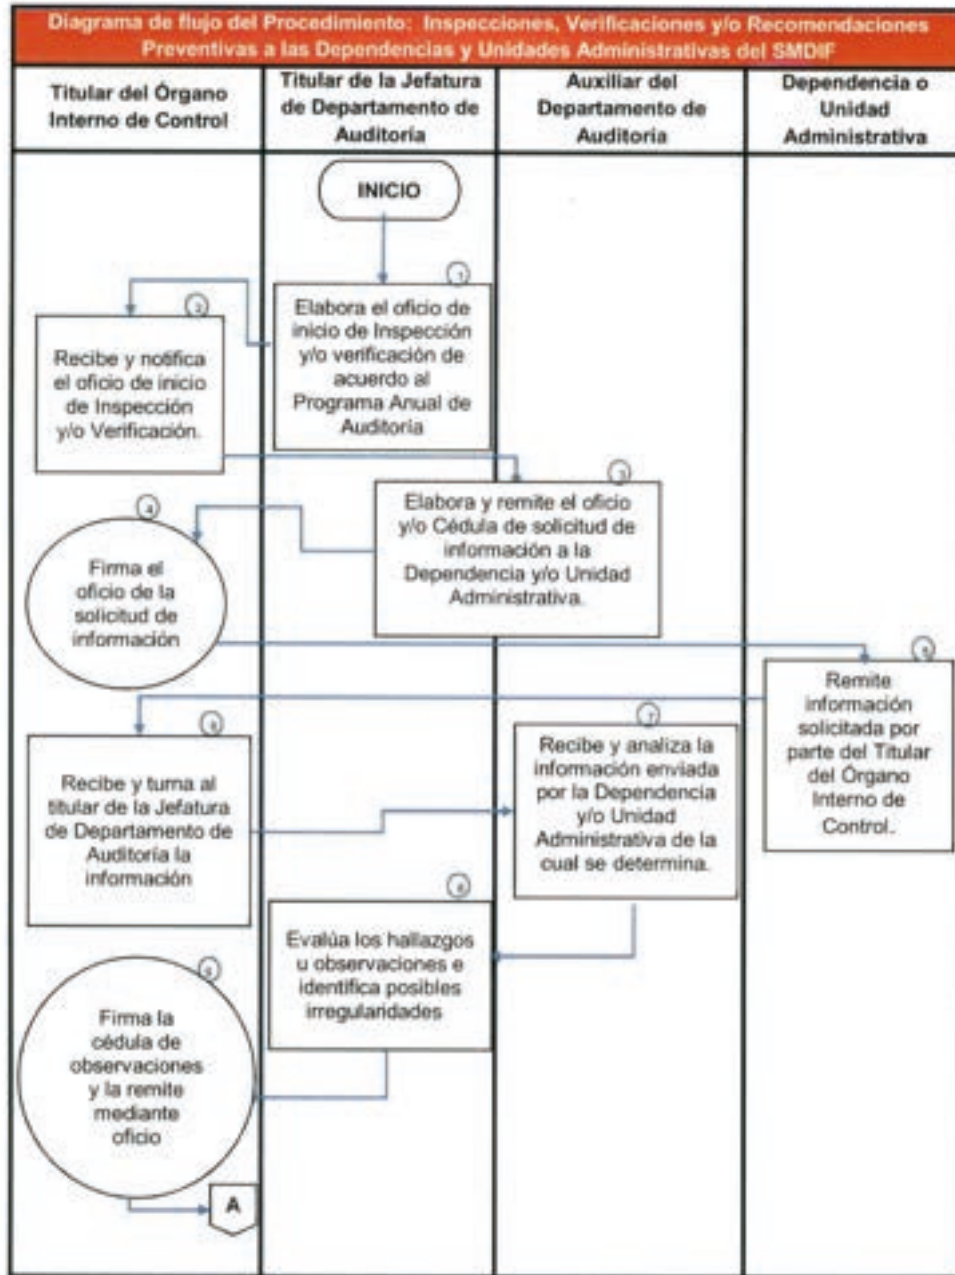 Diagrama de flujo del Procedimiento: Inspecciones, Verificaciones y/o Recomendaciones
Preventivas a las Dependencias y Unidades Administrativas del SMDIF
Titular del Órgano
Interno de Control
Titular de la Jefatura
de Departamento de
Auditoría
Auxiliar del
Departamento de
Auditoría
Dependencia o
Unidad
Administrativa
INICIO
1
Elabora el oficio de
inicio de Inspección
y/o verificación de
acuerdo al
Programa Anual de
Auditoría
2
Recibe y notifica
el oficio de inicio
de Inspección
y/o Verificación.
3
Elabora y remite el oficio
y/o Cédula de solicitud de
información a la
Dependencia y/o Unidad
Administrativa.
4
Firma el
oficio de la
solicitud de
información
5
Remite
información
solicitada por
parte del Titular
del Órgano
Interno de
Control.
6
Recibe y turna al
titular de la Jefatura
de Departamento de
Auditoría la
información
7
Recibe y analiza la
información enviada
por la Dependencia
y/o Unidad
Administrativa de la
cual se determina.
8
Evalúa los hallazgos
u observaciones e
identifica posibles
irregularidades
9
Firma la
cédula de
observaciones
y la remite
mediante
oficio
A